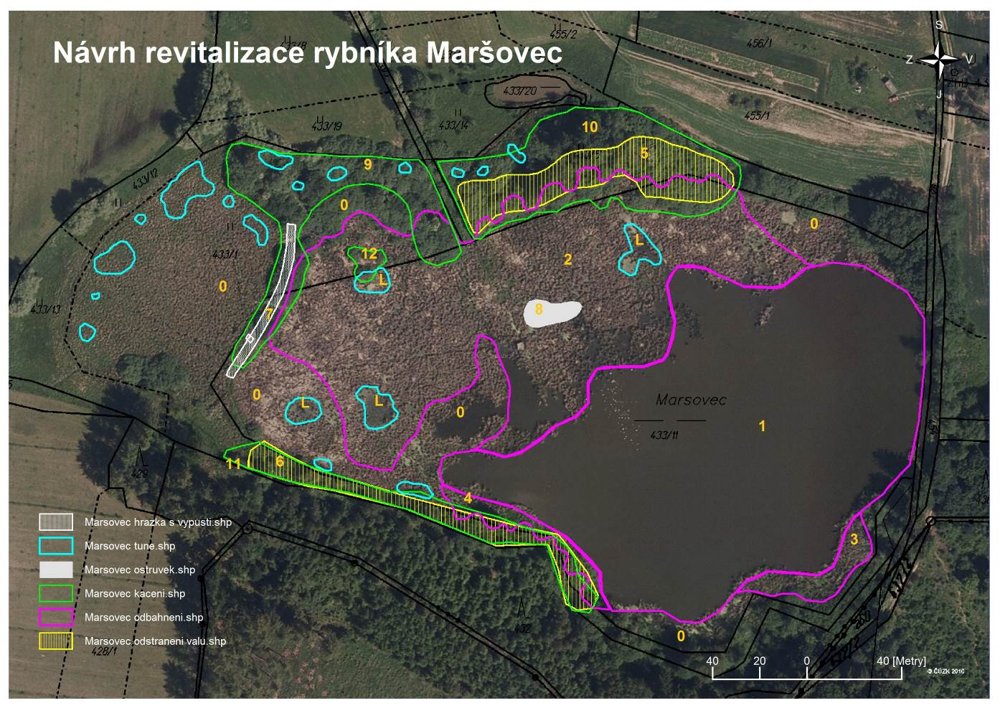 Návrh revitalizace rybníka Maršovec
S
Z
V
J
455/2
456/1
433/20
433/19
433/14
455/1
10
5
9
433/12
0
0
433/1
12
L
2
L
0
0
7
8
433/13
0
L
L
0
Marsovec
433/11
1
11
6
429
4
3
432
0
428/1
Marsovec hrazka s vypusti.shp
Marsovec tune.shp
Marsovec ostruvek.shp
Marsovec kaceni.shp
Marsovec odbahneni.shp
Marsovec odstraneni valu.shp
40 20 0 40 [Metry]
© ČÚZK 2010